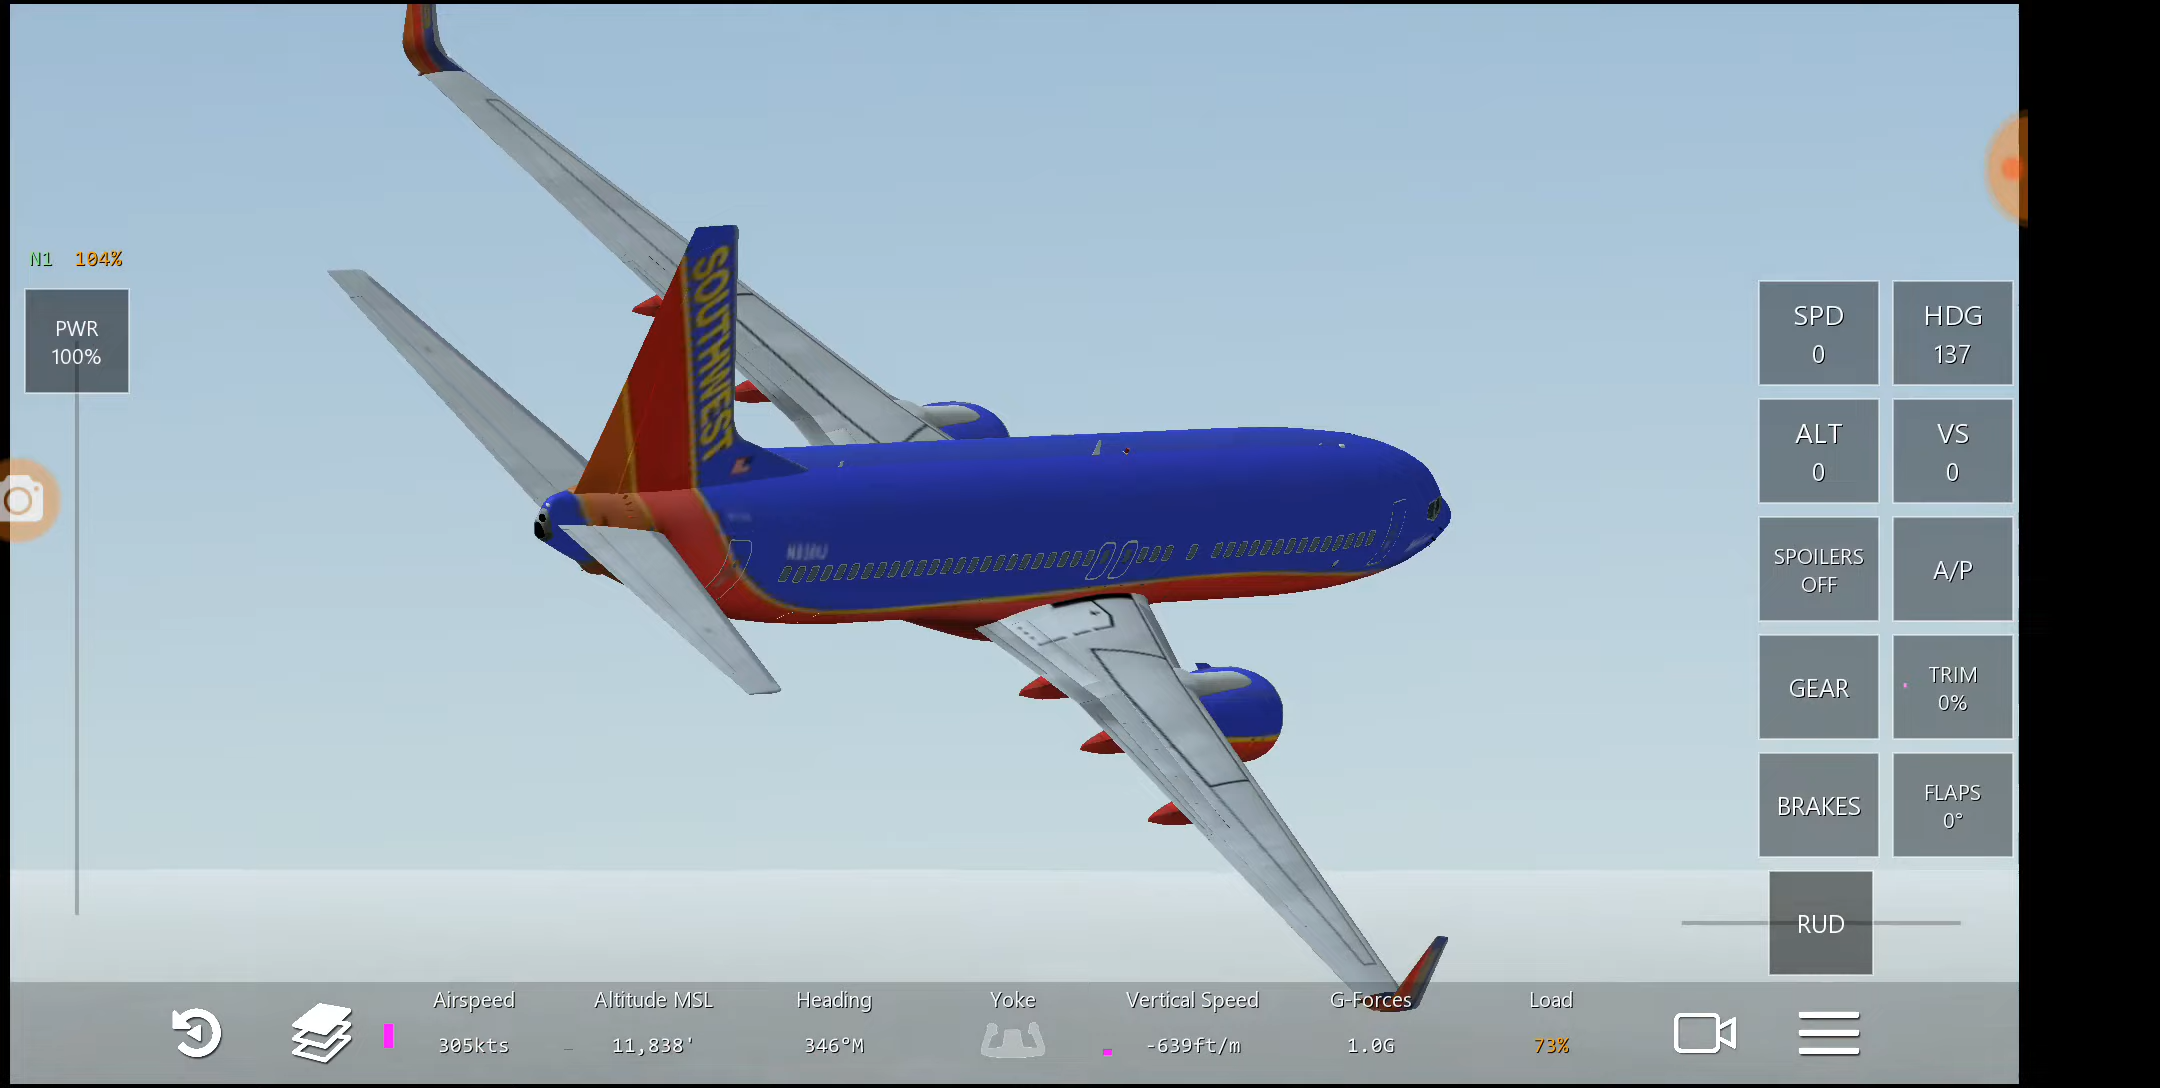 N1 104%
PWR
100%
SOUTHWEST
SPD
0
HDG
137
ALT
0
VS
0
SPOILERS
OFF
A/P
GEAR
TRIM
0%
BRAKES
FLAPS
0°
RUD
Airspeed
305kts
Altitude MSL
11,838'
Heading
346°M
Yoke
Vertical Speed
-639ft/m
G-Forces
1.0G
Load
73%